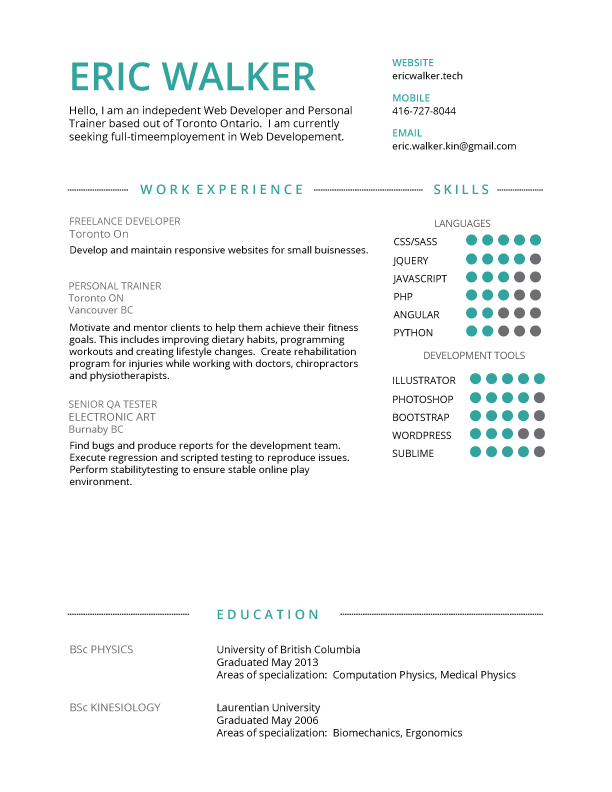 ERIC WALKER
Hello, I am an indepedent Web Developer and Personal
Trainer based out of Toronto Ontario.  I am currently
seeking full-timeemployement in Web Developement.
WEBSITE
ericwalker.tech
MOBILE
416-727-8044
EMAIL
eric.walker.kin@gmail.com
WORK EXPERIENCE
FREELANCE DEVELOPER
Toronto On
Develop and maintain responsive websites for small buisnesses.
PERSONAL TRAINER
Toronto ON
Vancouver BC
Motivate and mentor clients to help them achieve their fitness
goals. This includes improving dietary habits, programming
workouts and creating lifestyle changes.  Create rehabilitation
program for injuries while working with doctors, chiropractors
and physiotherapists.
SENIOR QA TESTER
ELECTRONIC ART
Burnaby BC
Find bugs and produce reports for the development team.
Execute regression and scripted testing to reproduce issues.
Perform stabilitytesting to ensure stable online play
environment.
SKILLS
LANGUAGES
CSS/SASS
JQUERY
JAVASCRIPT
PHP
ANGULAR
PYTHON
DEVELOPMENT TOOLS
ILLUSTRATOR
PHOTOSHOP
BOOTSTRAP
WORDPRESS
SUBLIME
EDUCATION
BSc PHYSICS
University of British Columbia
Graduated May 2013
Areas of specialization:  Computation Physics, Medical Physics
BSc KINESIOLOGY
Laurentian University
Graduated May 2006
Areas of specialization:  Biomechanics, Ergonomics